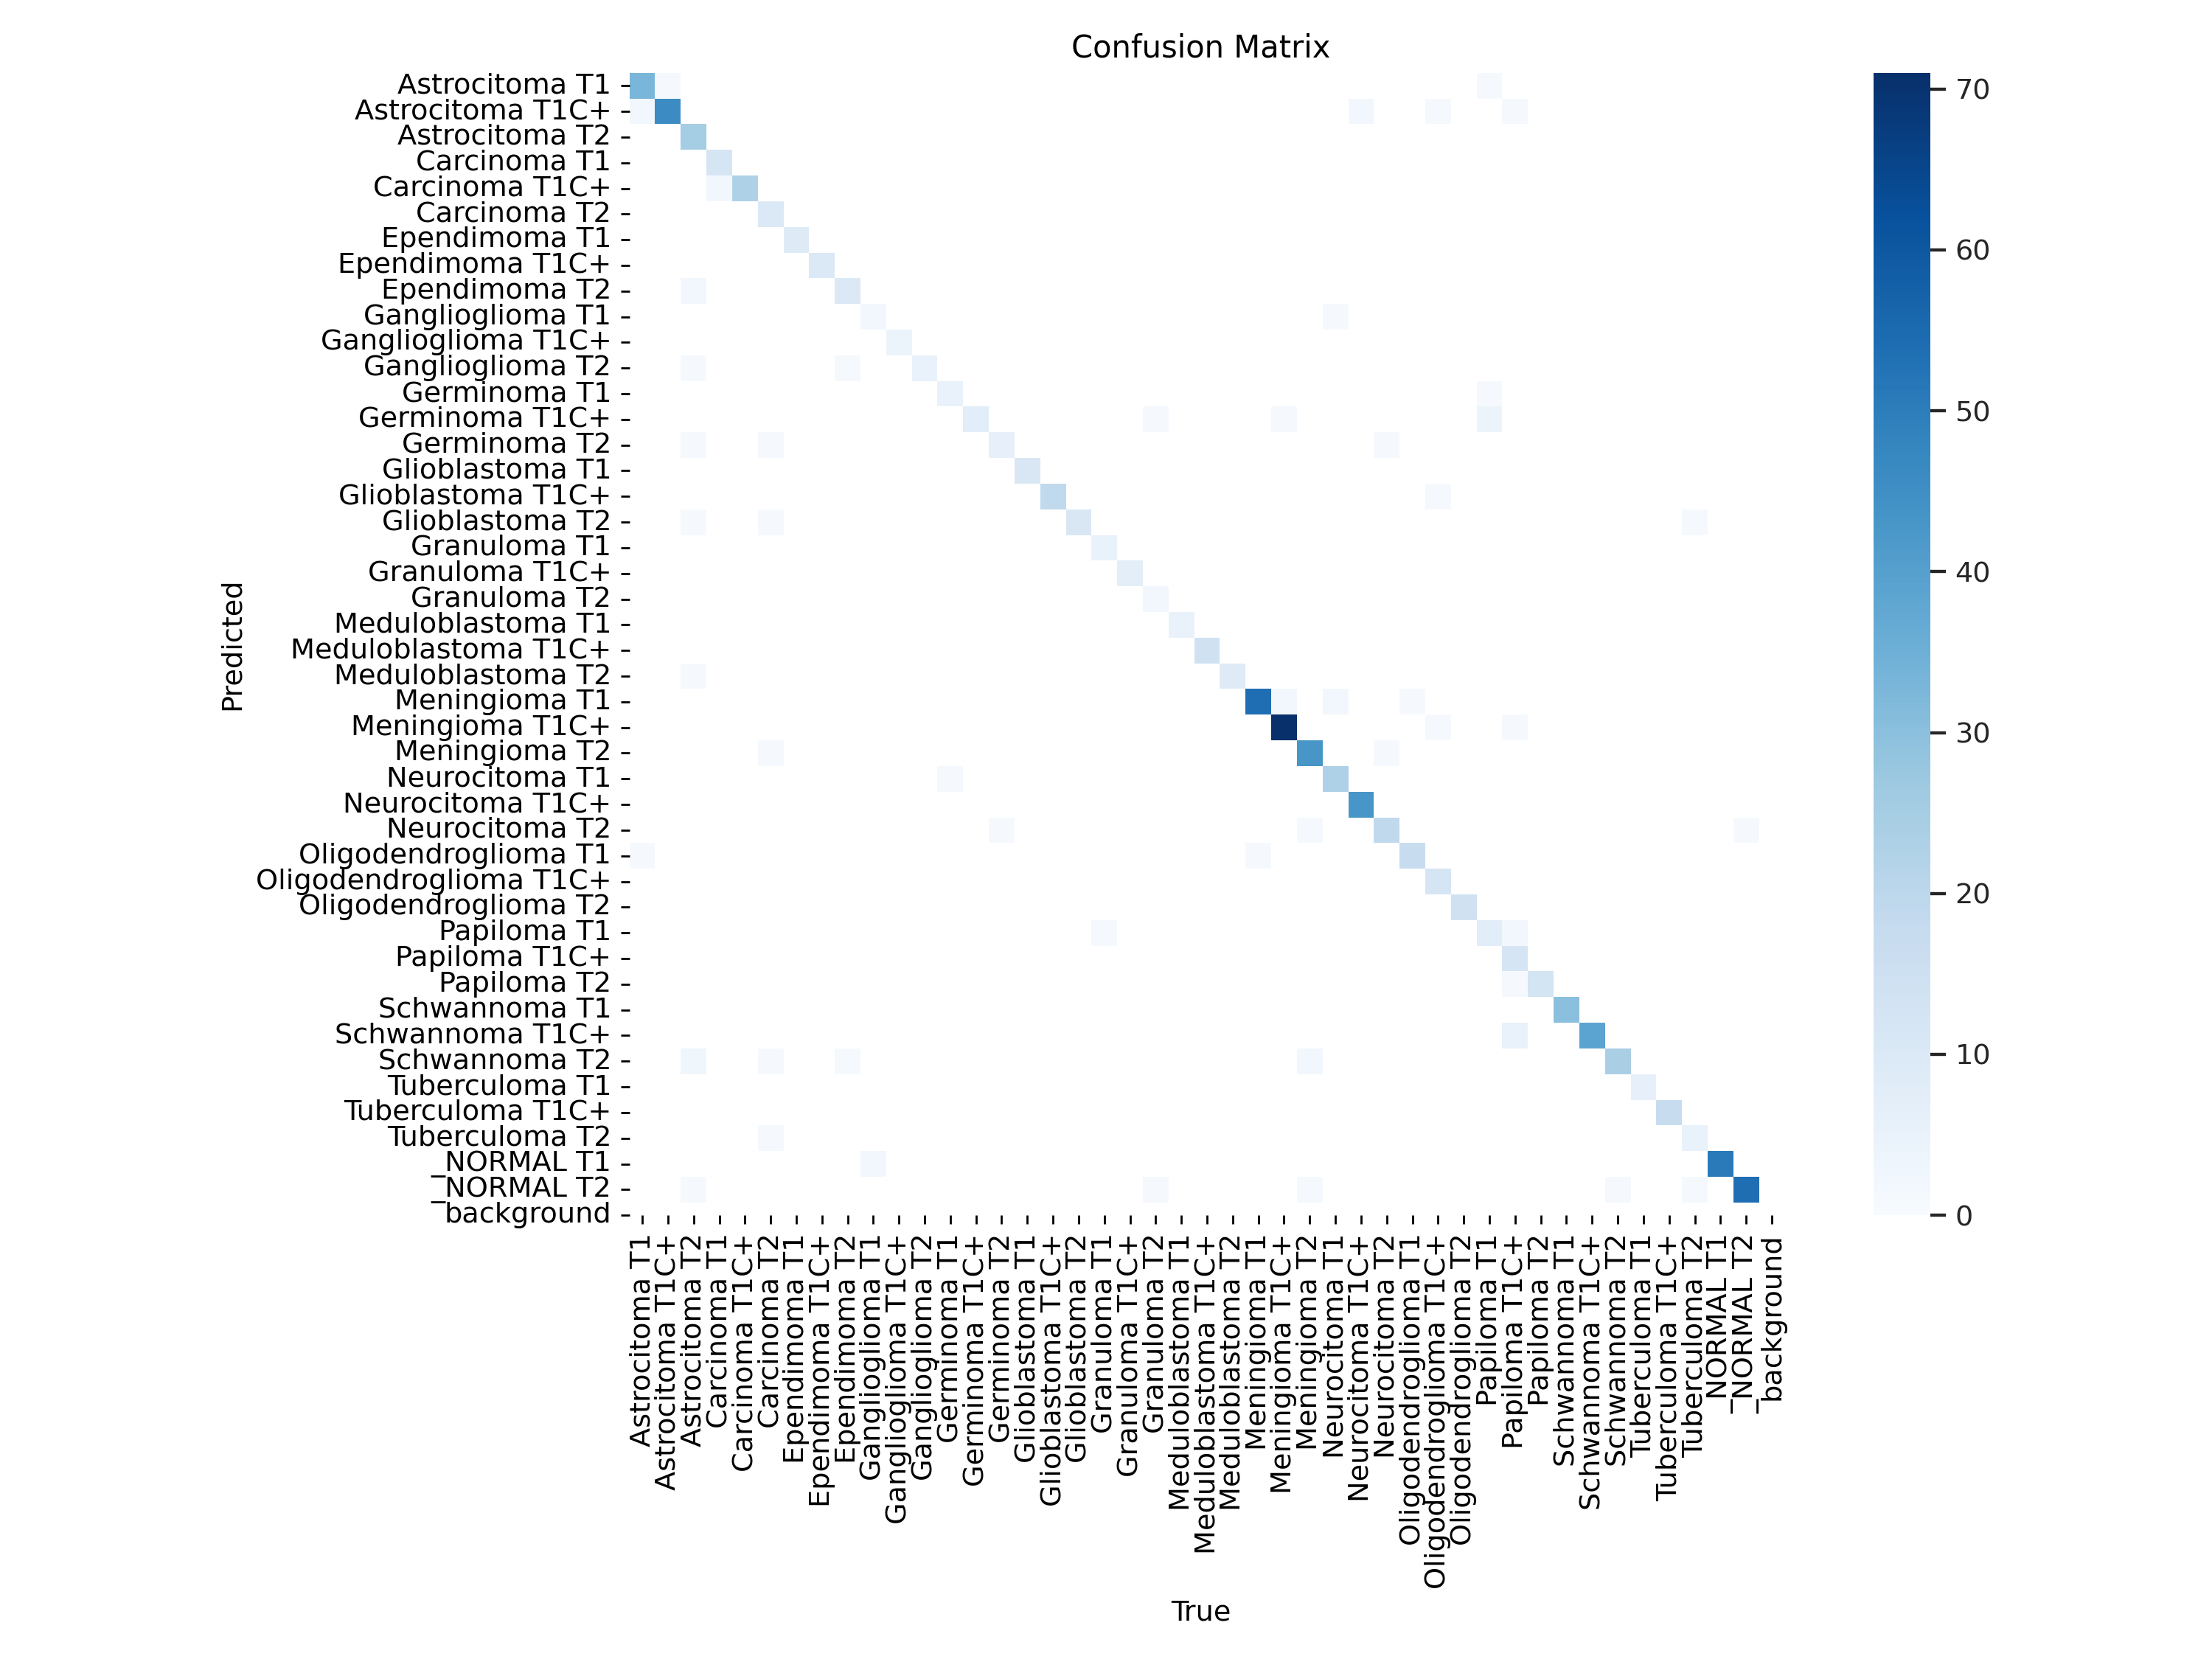 Confusion Matrix
Predicted
Astrocitoma T1
Astrocitoma T1C+
Astrocitoma T2
Carcinoma T1
Carcinoma T1C+
Carcinoma T2
Ependimoma T1
Ependimoma T1C+
Ependimoma T2
Ganglioglioma T1
Ganglioglioma T1C+
Ganglioglioma T2
Germinoma T1
Germinoma T1C+
Germinoma T2
Glioblastoma T1
Glioblastoma T1C+
Glioblastoma T2
Granuloma T1
Granuloma T1C+
Granuloma T2
Meduloblastoma T1
Meduloblastoma T1C+
Meduloblastoma T2
Meningioma T1
Meningioma T1C+
Meningioma T2
Neurocitoma T1
Neurocitoma T1C+
Neurocitoma T2
Oligodendroglioma T1
Oligodendroglioma T1C+
Oligodendroglioma T2
Papiloma T1
Papiloma T1C+
Papiloma T2
Schwannoma T1
Schwannoma T1C+
Schwannoma T2
Tuberculoma T1
Tuberculoma T1C+
Tuberculoma T2
_NORMAL T1
_NORMAL T2
background
Astrocitoma T1
Astrocitoma T1C+
Astrocitoma T2
Carcinoma T1
Carcinoma T1C+
Carcinoma T2
Ependimoma T1
Ependimoma T1C+
Ependimoma T2
Ganglioglioma T1
Ganglioglioma T1C+
Ganglioglioma T2
Germinoma T1
Germinoma T1C+
Germinoma T2
Glioblastoma T1
Glioblastoma T1C+
Glioblastoma T2
Granuloma T1
Granuloma T1C+
Granuloma T2
Meduloblastoma T1
Meduloblastoma T1C+
Meduloblastoma T2
Meningioma T1
Meningioma T1C+
Meningioma T2
Neurocitoma T1
Neurocitoma T1C+
Neurocitoma T2
Oligodendroglioma T1
Oligodendroglioma T1C+
Oligodendroglioma T2
Papiloma T1
Papiloma T1C+
Papiloma T2
Schwannoma T1
Schwannoma T1C+
Schwannoma T2
Tuberculoma T1
Tuberculoma T1C+
Tuberculoma T2
_NORMAL T1
_NORMAL T2
background
True
70
60
50
40
30
20
10
0